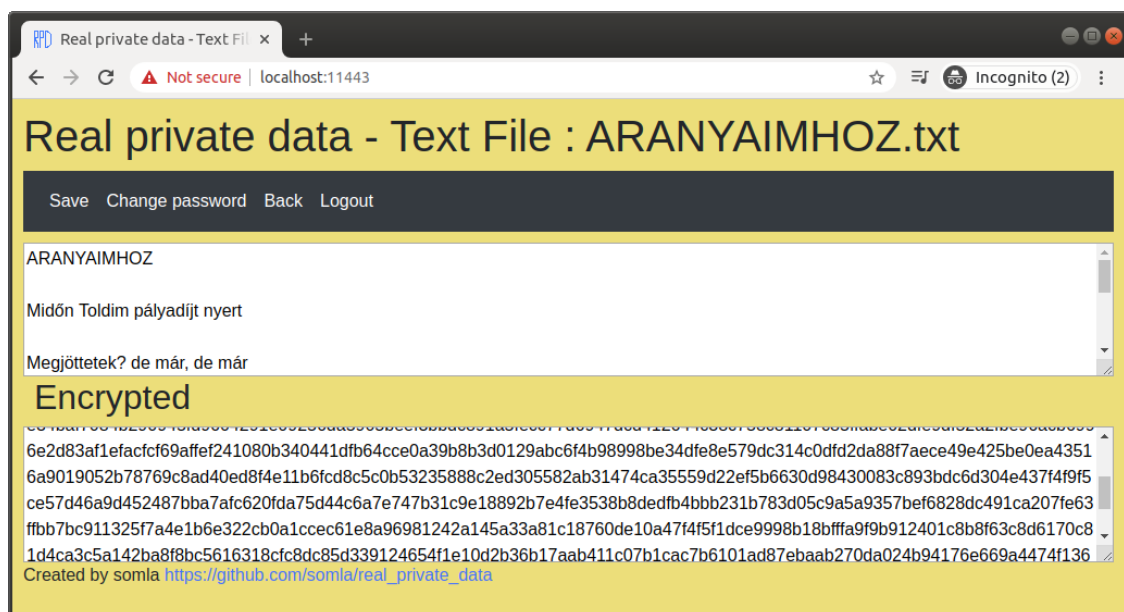 RPD Real private data - Text Fil
Not secure | localhost:11443
Incognito (2)
Real private data - Text File : ARANYAIMHOZ.txt
Save Change password Back Logout
ARANYAIMHOZ
Midőn Toldim pályadíjt nyert
Megjöttetek? de már, de már
Encrypted
6e2d83af1efacfcf69affef241080b340441dfb64cce0a39b8b3d0129abc6f4b98998be34dfe8e579dc314c0dfd2da88f7aece49e425be0ea4351
6a9019052b78769c8ad40ed8f4e11b6fcd8c5c0b53235888c2ed305582ab31474ca35559d22ef5b6630d98430083c893bdc6d304e437f4f9f5
ce57d46a9d452487bba7afc620fda75d44c6a7e747b31c9e18892b7e4fe3538b8dedfb4bbb231b783d05c9a5a9357bef6828dc491ca207fe63
ffbb7bc911325f7a4e1b6e322cb0a1ccec61e8a96981242a145a33a81c18760de10a47f4f5f1dce9998b18bfffa9f9b912401c8b8f63c8d6170c8
1d4ca3c5a142ba8f8bc5616318cfc8dc85d339124654f1e10d2b36b17aab411c07b1cac7b6101ad87ebaab270da024b94176e669a4474f136
Created by somla https://github.com/somla/real_private_data